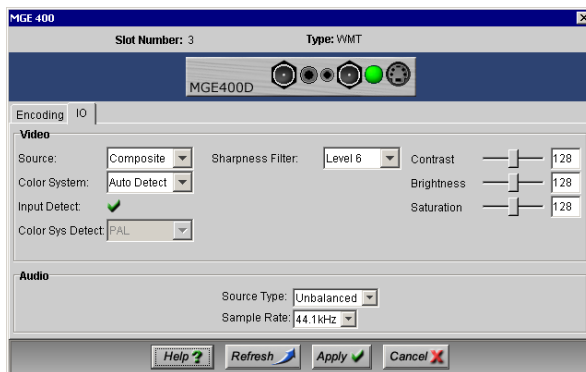 MGE 400
Slot Number: 3 Type: WMT
MGE400D
Encoding IO
Video
Source: Composite Sharpness Filter: Level 6 Contrast 128
Color System: Auto Detect Brightness 128
Input Detect: Saturation 128
Color Sys Detect: PAL
Audio
Source Type: Unbalanced
Sample Rate: 44.1kHz
Help ? Refresh Apply Cancel